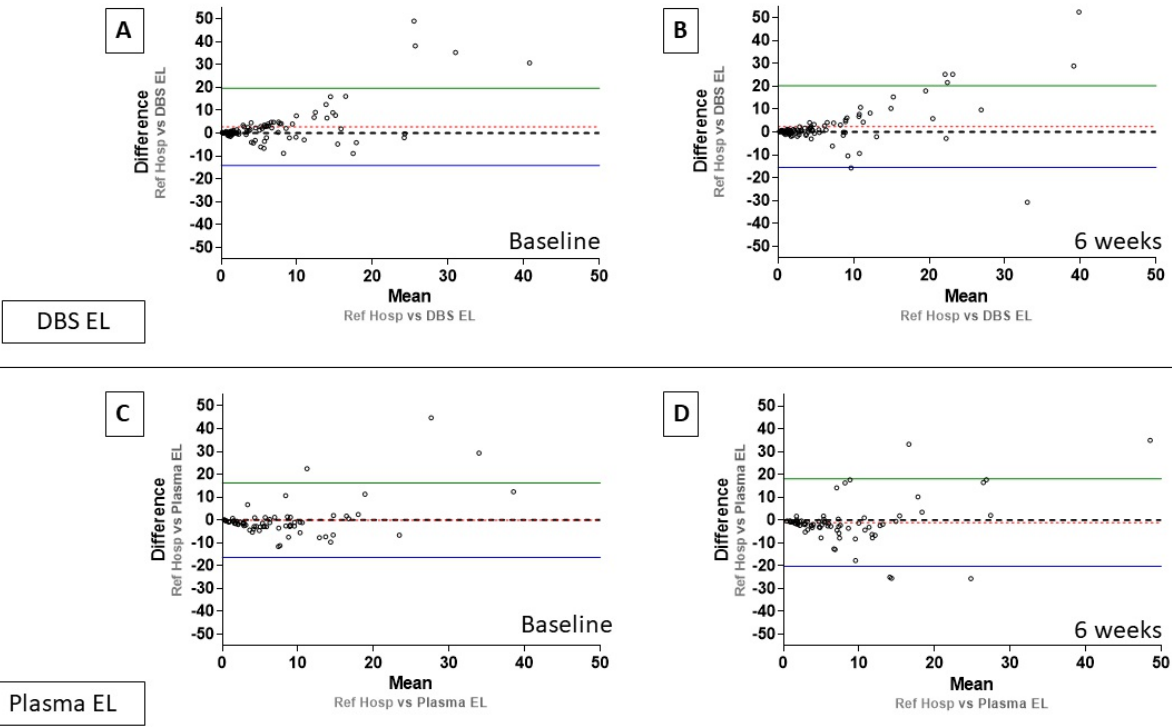 A
50
40
30
20
10
0
-10
-20
-30
-40
-50
Difference
Ref Hosp vs DBS EL
Baseline
0 10 20 30 40 50
Mean
Ref Hosp vs DBS EL
B
50
40
30
20
10
0
-10
-20
-30
-40
-50
Difference
Ref Hosp vs DBS EL
6 weeks
0 10 20 30 40 50
Mean
Ref Hosp vs DBS EL
DBS EL
C
50
40
30
20
10
0
-10
-20
-30
-40
-50
Difference
Ref Hosp vs Plasma EL
Baseline
0 10 20 30 40 50
Mean
Ref Hosp vs Plasma EL
D
50
40
30
20
10
0
-10
-20
-30
-40
-50
Difference
Ref Hosp vs Plasma EL
6 weeks
0 10 20 30 40 50
Mean
Ref Hosp vs Plasma EL
Plasma EL